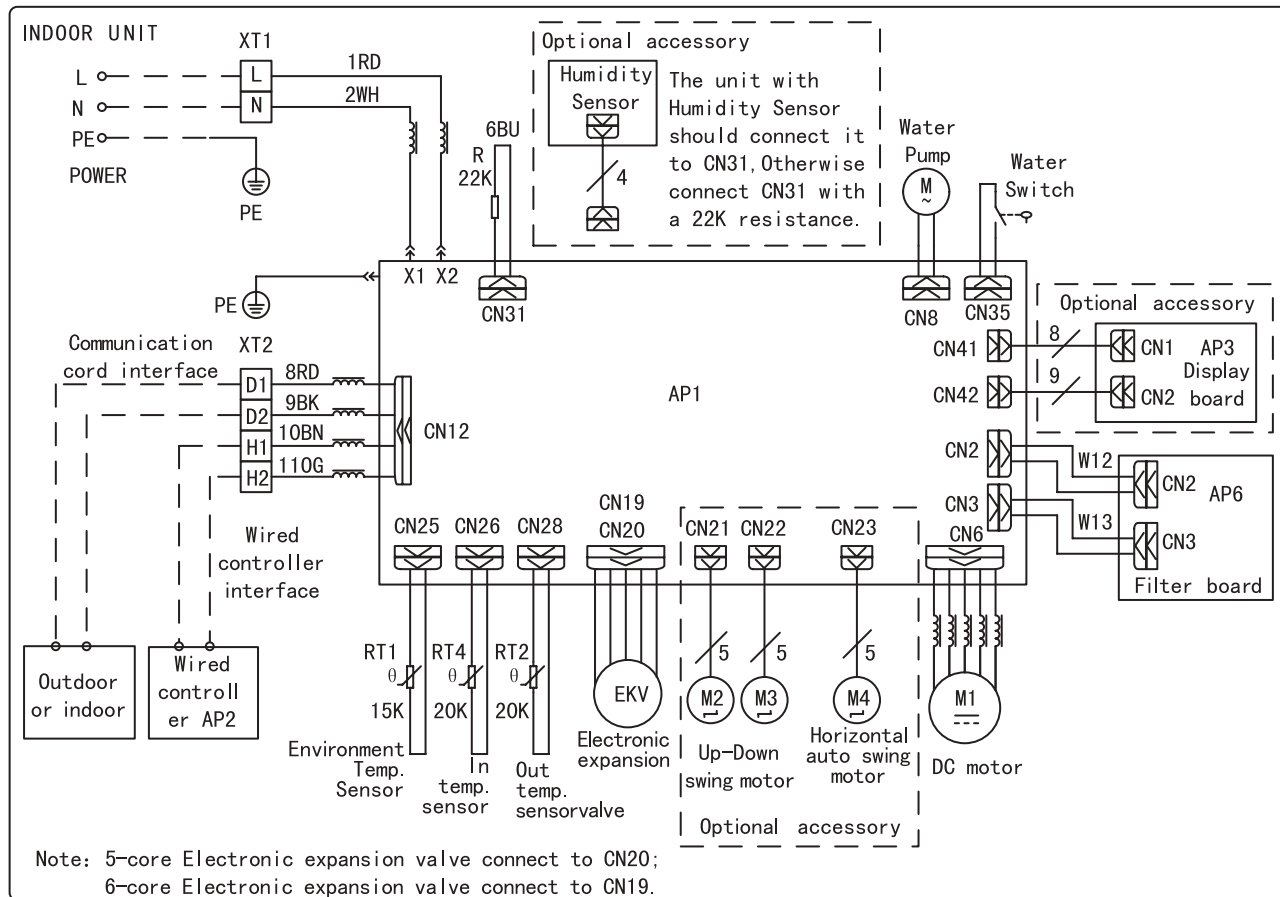 INDOOR UNIT
XT1
L
L
1RD
N
N
2WH
PE
POWER
PE
Optional accessory
Humidity
Sensor
4
The unit with
Humidity Sensor
should connect it
to CN31, Otherwise
connect CN31 with
a 22K resistance.
6BU
R
22K
Water
Pump
M
~
Water
Switch
X1
X2
CN31
CN8
CN35
PE
AP1
Communication
cord interface
XT2
D1
8RD
D2
9BK
H1
10BN
H2
11OG
CN12
Wired
controller
interface
Outdoor
or indoor
Wired
controll
er AP2
Optional accessory
CN41
8
CN1
AP3
Display
board
CN42
9
CN2
CN2
W12
CN2
AP6
CN3
W13
CN3
Filter board
CN25
CN26
CN28
CN19
CN20
CN21
CN22
CN23
CN6
RT1
θ
15K
RT4
θ
20K
RT2
θ
20K
EKV
5
5
5
M2
M3
M4
M1
Environment
Temp.
Sensor
In
temp.
sensor
Out
temp.
sensorvalve
Electronic
expansion
Up-Down
swing motor
Horizontal
auto swing
motor
DC motor
Optional accessory
Note: 5-core Electronic expansion valve connect to CN20;
6-core Electronic expansion valve connect to CN19.